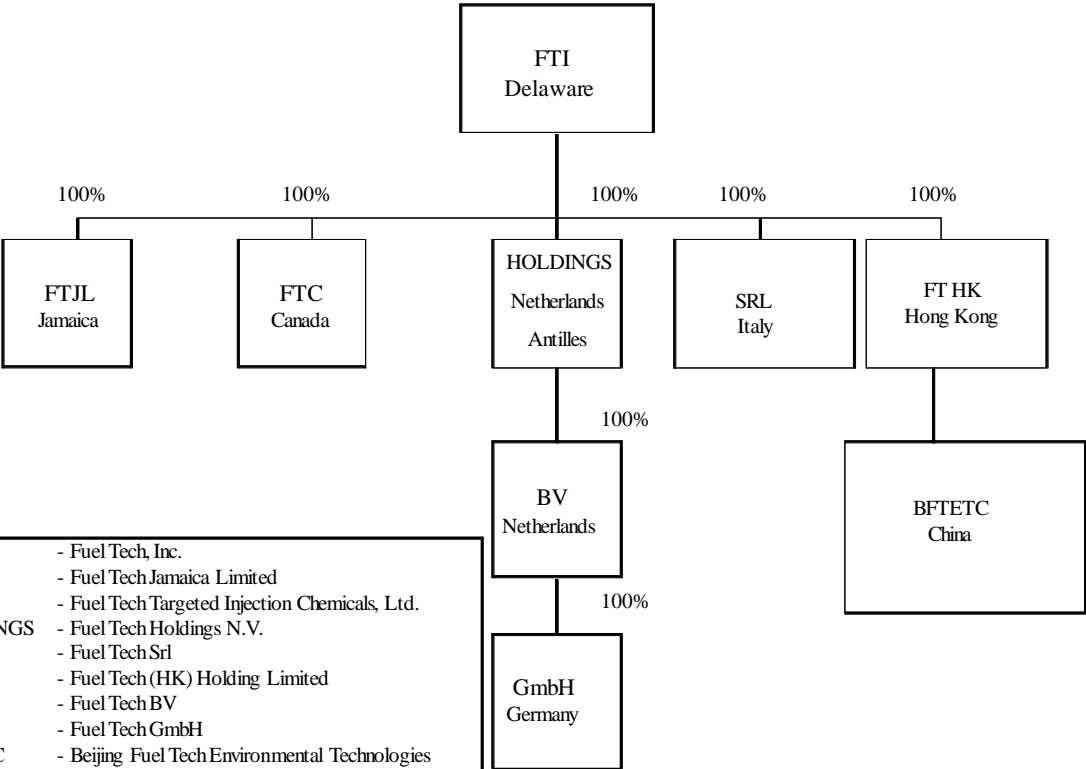 FTI
Delaware
100% 100% 100% 100% 100%
FTJL
Jamaica
FTC
Canada
HOLDINGS
Netherlands
Antilles
SRL
Italy
FT HK
Hong Kong
100%
BV
Netherlands
BFTETC
China
100%
GmbH
Germany
- Fuel Tech, Inc.
- Fuel Tech Jamaica Limited
- Fuel Tech Targeted Injection Chemicals, Ltd.
- Fuel Tech Holdings N.V.
- Fuel Tech Srl
- Fuel Tech (HK) Holding Limited
- Fuel Tech BV
- Fuel Tech GmbH
- Beijing Fuel Tech Environmental Technologies